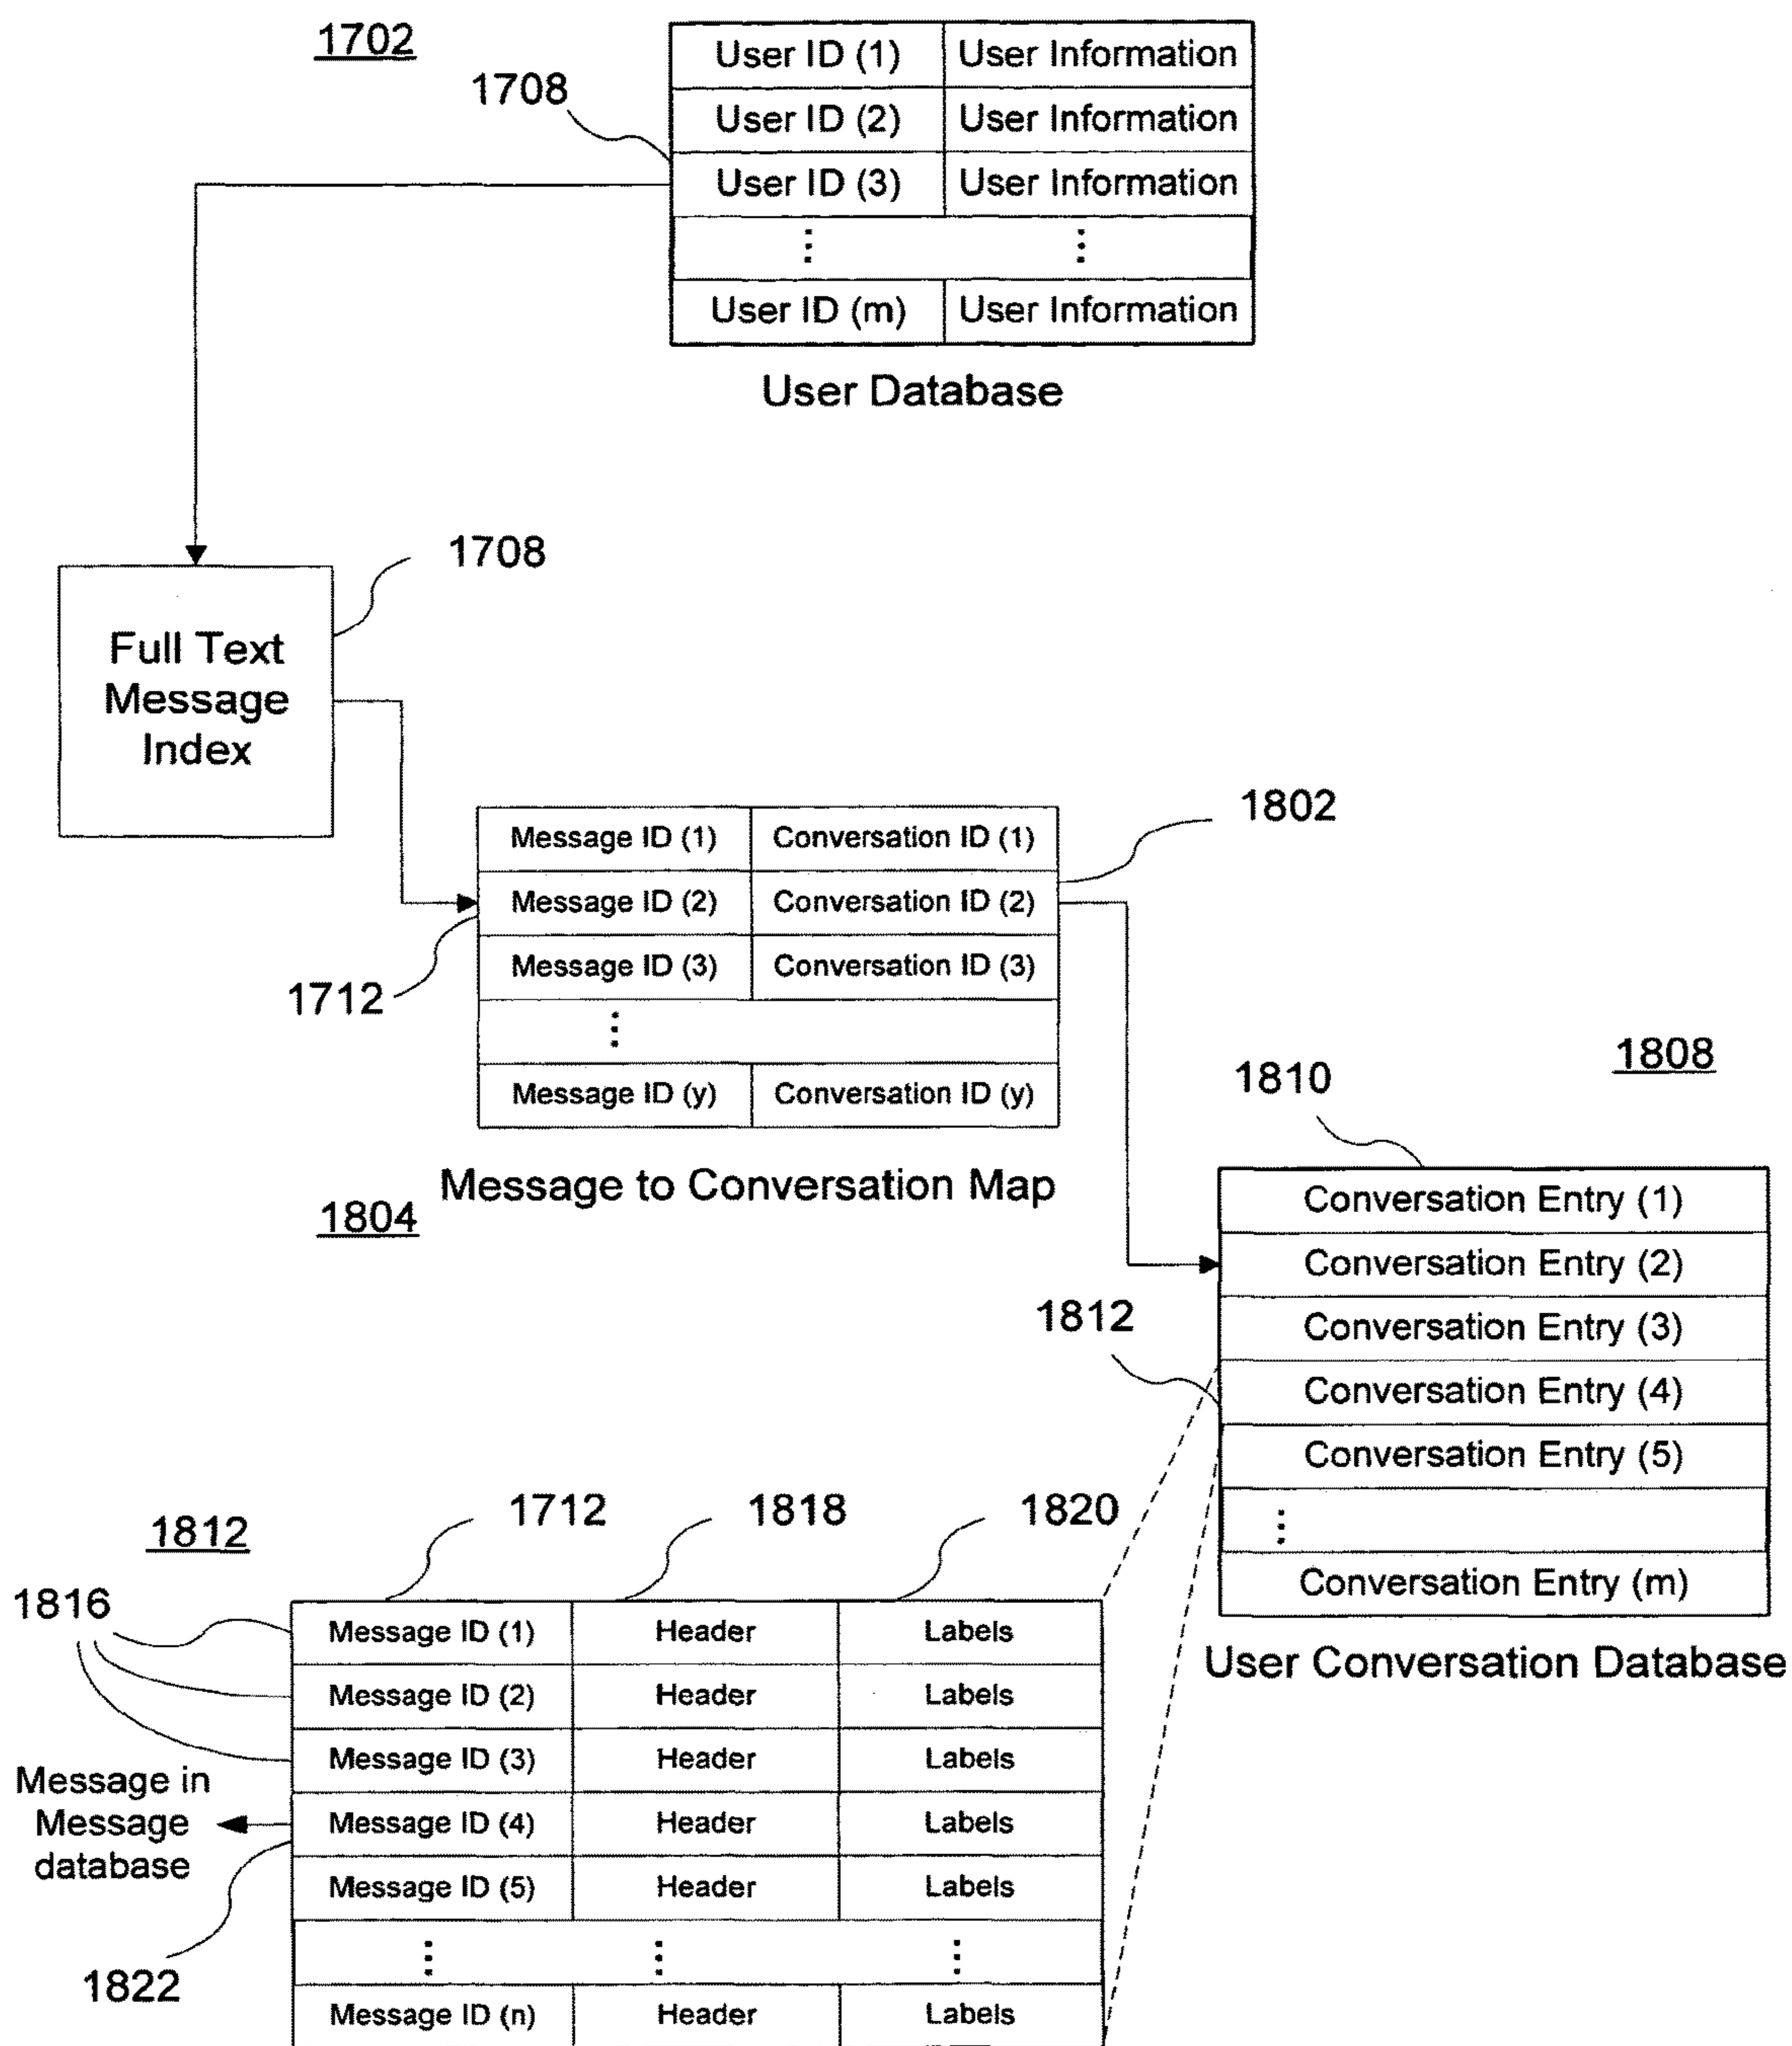 1702
1708
User ID (1) User Information
User ID (2) User Information
User ID (3) User Information
⋮ ⋮
User ID (m) User Information
User Database
1708
Full Text
Message
Index
1802
Message ID (1) Conversation ID (1)
Message ID (2) Conversation ID (2)
Message ID (3) Conversation ID (3)
⋮
Message ID (y) Conversation ID (y)
1712
Message to Conversation Map
1804
1808
1810
Conversation Entry (1)
Conversation Entry (2)
Conversation Entry (3)
Conversation Entry (4)
Conversation Entry (5)
⋮
Conversation Entry (m)
1812
User Conversation Database
1812
1712
1818
1820
1816
Message ID (1) Header Labels
Message ID (2) Header Labels
Message ID (3) Header Labels
Message ID (4) Header Labels
Message ID (5) Header Labels
⋮ ⋮ ⋮
Message ID (n) Header Labels
Message in
Message
database
1822